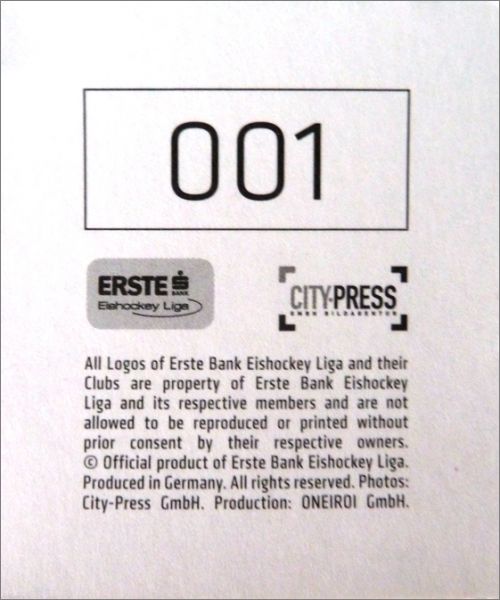 001
ERSTE BANK
Eishockey Liga
CITY-PRESS
All Logos of Erste Bank Eishockey Liga and their
Clubs are property of Erste Bank Eishockey
Liga and its respective members and are not
allowed to be reproduced or printed without
prior consent by their respective owners.
© Official product of Erste Bank Eishockey Liga.
Produced in Germany. All rights reserved. Photos:
City-Press GmbH. Production: ONEIROI GmbH.